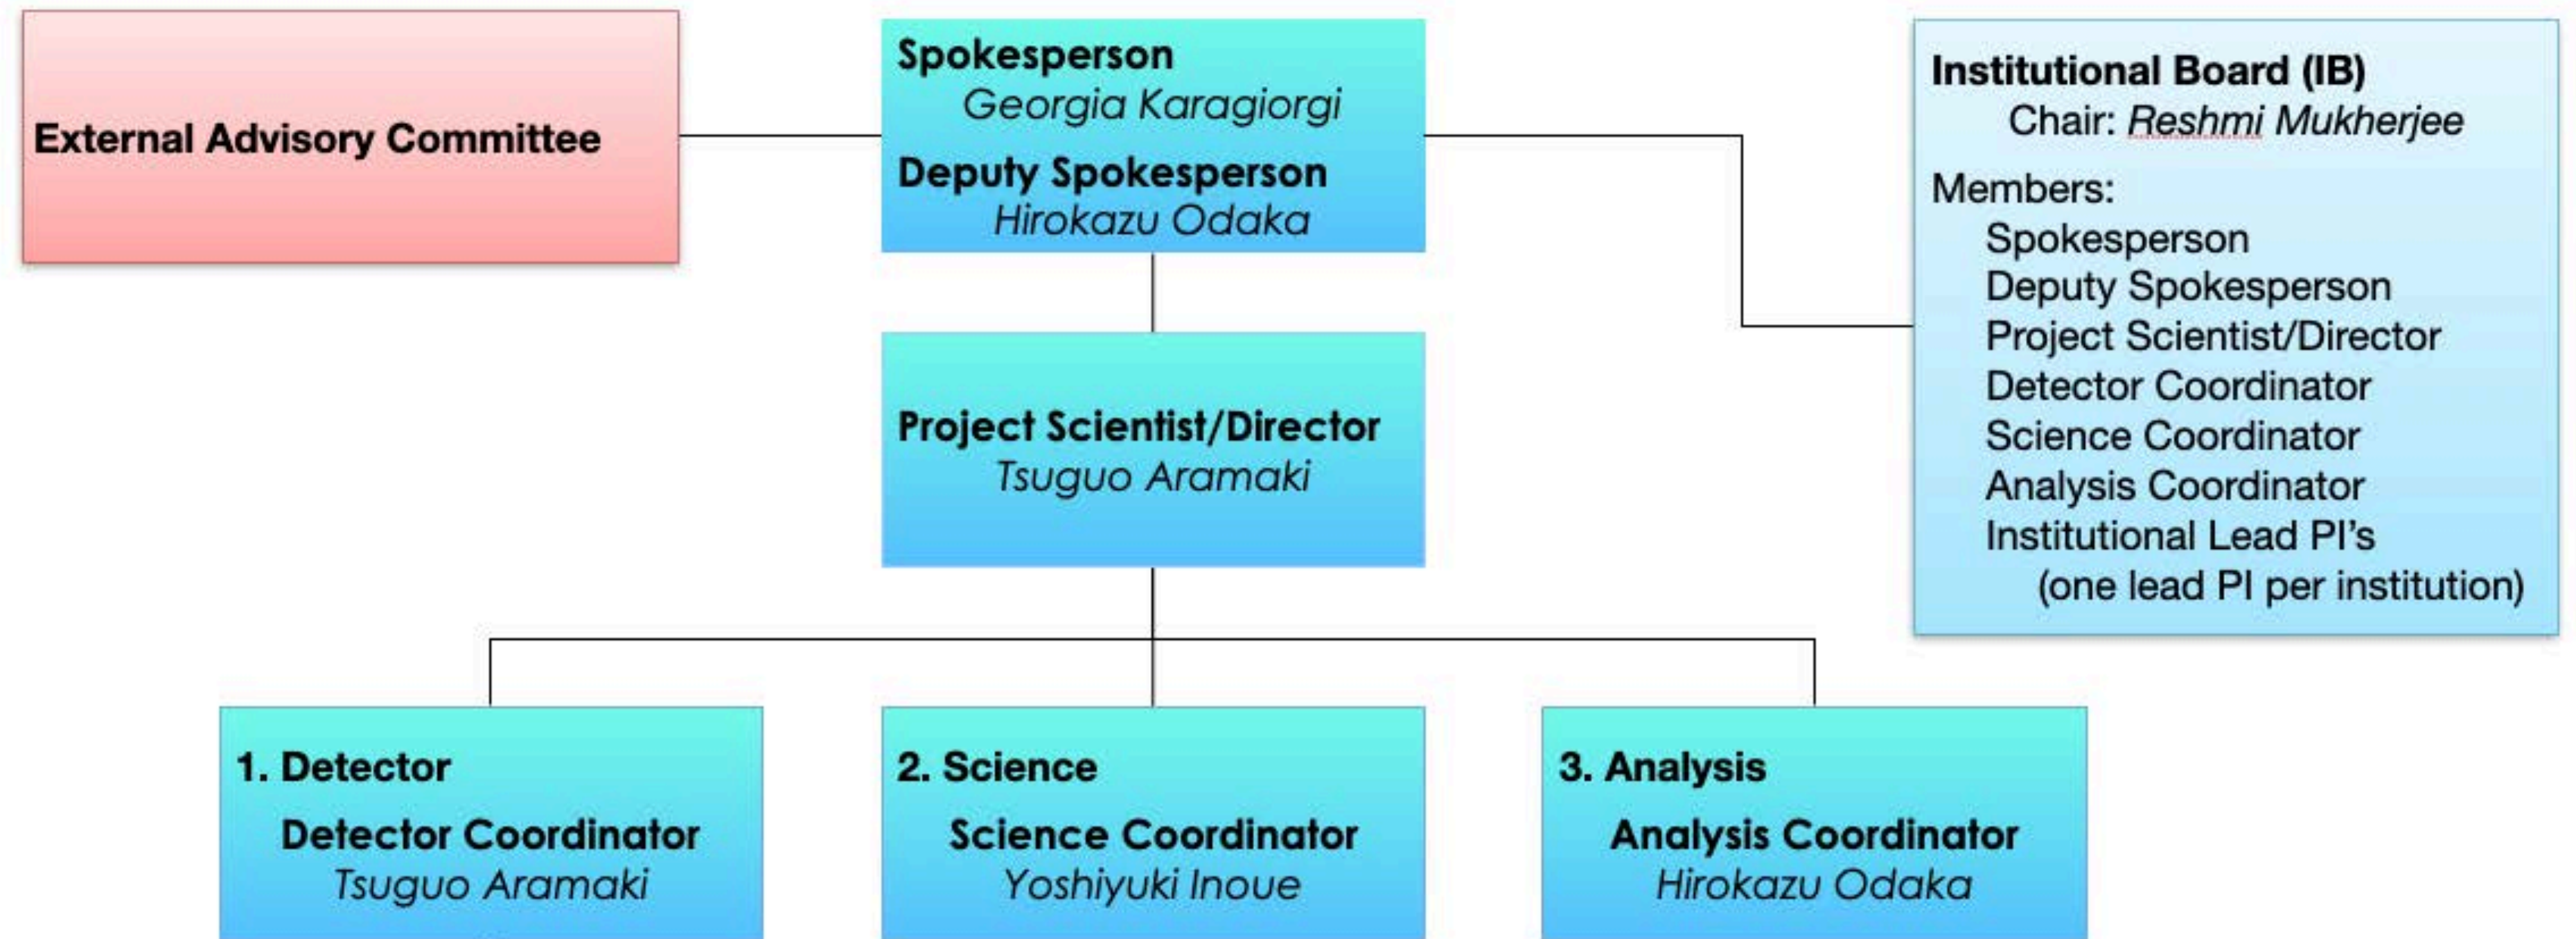 External Advisory Committee
Spokesperson
Georgia Karagiorgi
Deputy Spokesperson
Hirokazu Odaka
Institutional Board (IB)
Chair: Reshmi Mukherjee
Members:
Spokesperson
Deputy Spokesperson
Project Scientist/Director
Detector Coordinator
Science Coordinator
Analysis Coordinator
Institutional Lead PI’s
(one lead PI per institution)
Project Scientist/Director
Tsuguo Aramaki
1. Detector
Detector Coordinator
Tsuguo Aramaki
2. Science
Science Coordinator
Yoshiyuki Inoue
3. Analysis
Analysis Coordinator
Hirokazu Odaka